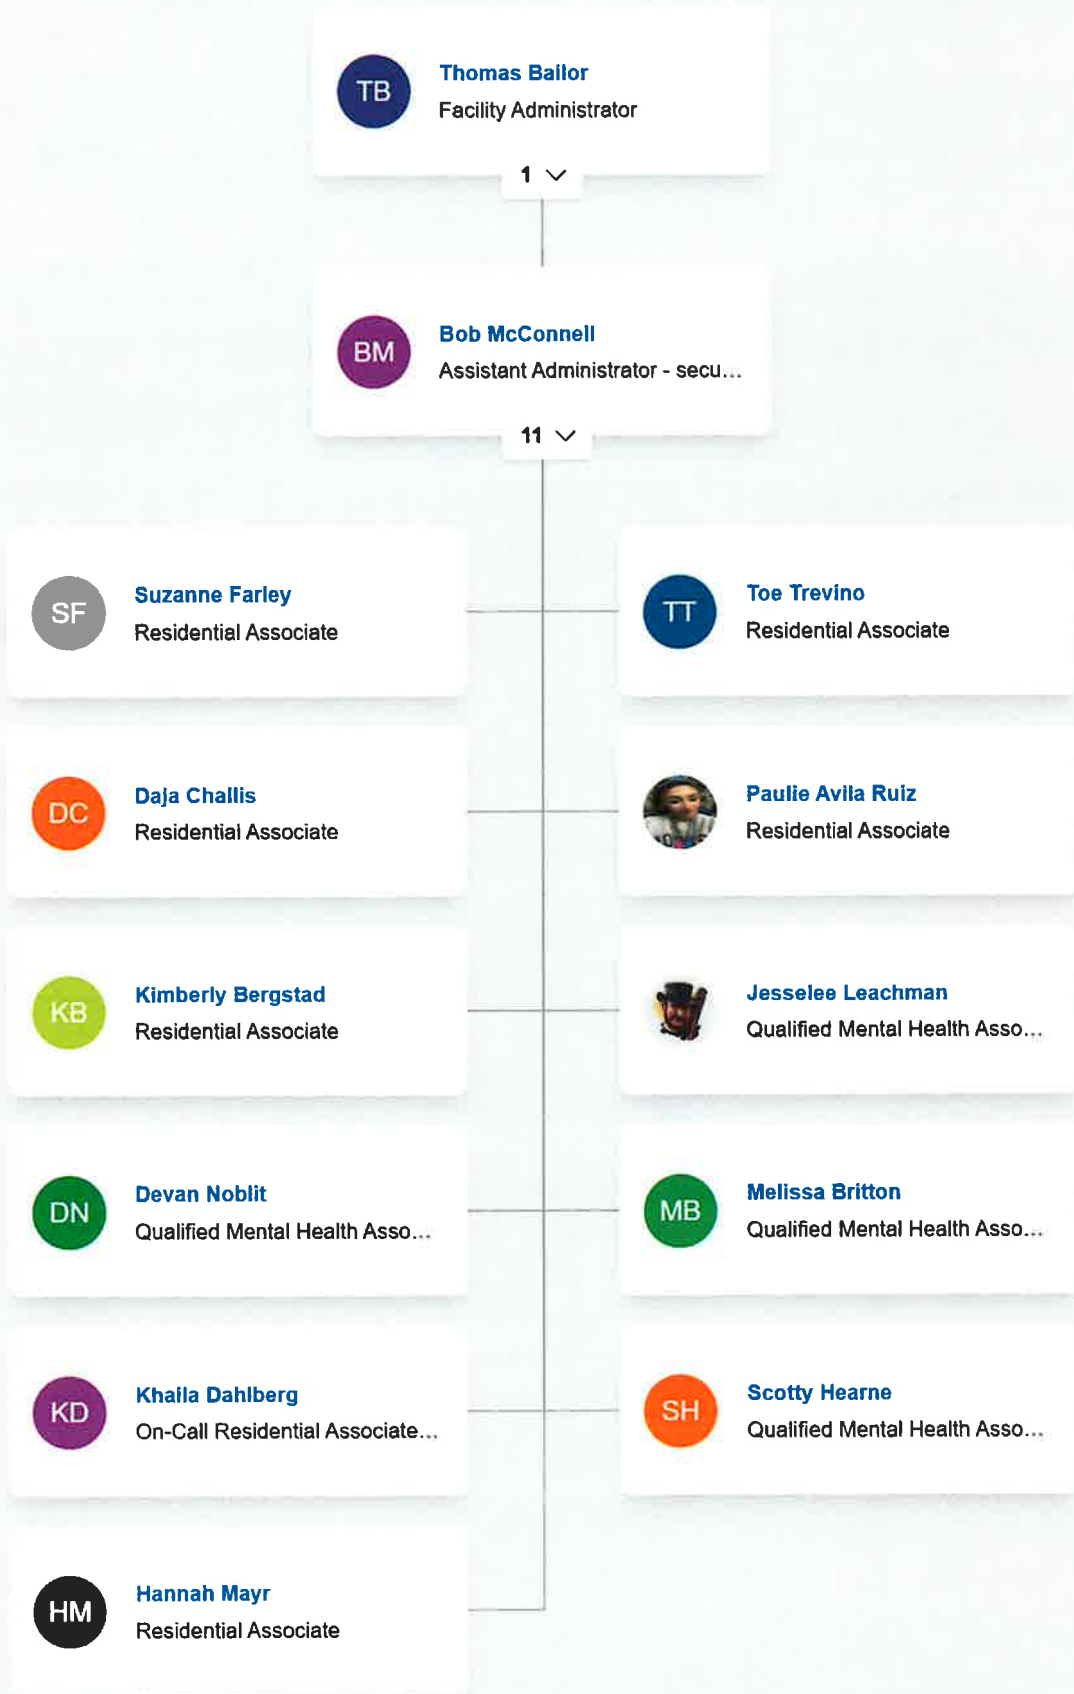 TB
Thomas Bailor
Facility Administrator
1
BM
Bob McConnell
Assistant Administrator - secu...
11
SF
Suzanne Farley
Residential Associate
TT
Toe Trevino
Residential Associate
DC
Daja Challis
Residential Associate
Paulie Avila Ruiz
Residential Associate
KB
Kimberly Bergstad
Residential Associate
Jesselee Leachman
Qualified Mental Health Asso...
DN
Devan Noblit
Qualified Mental Health Asso...
MB
Melissa Britton
Qualified Mental Health Asso...
KD
Khaila Dahlberg
On-Call Residential Associate...
SH
Scotty Hearne
Qualified Mental Health Asso...
HM
Hannah Mayr
Residential Associate